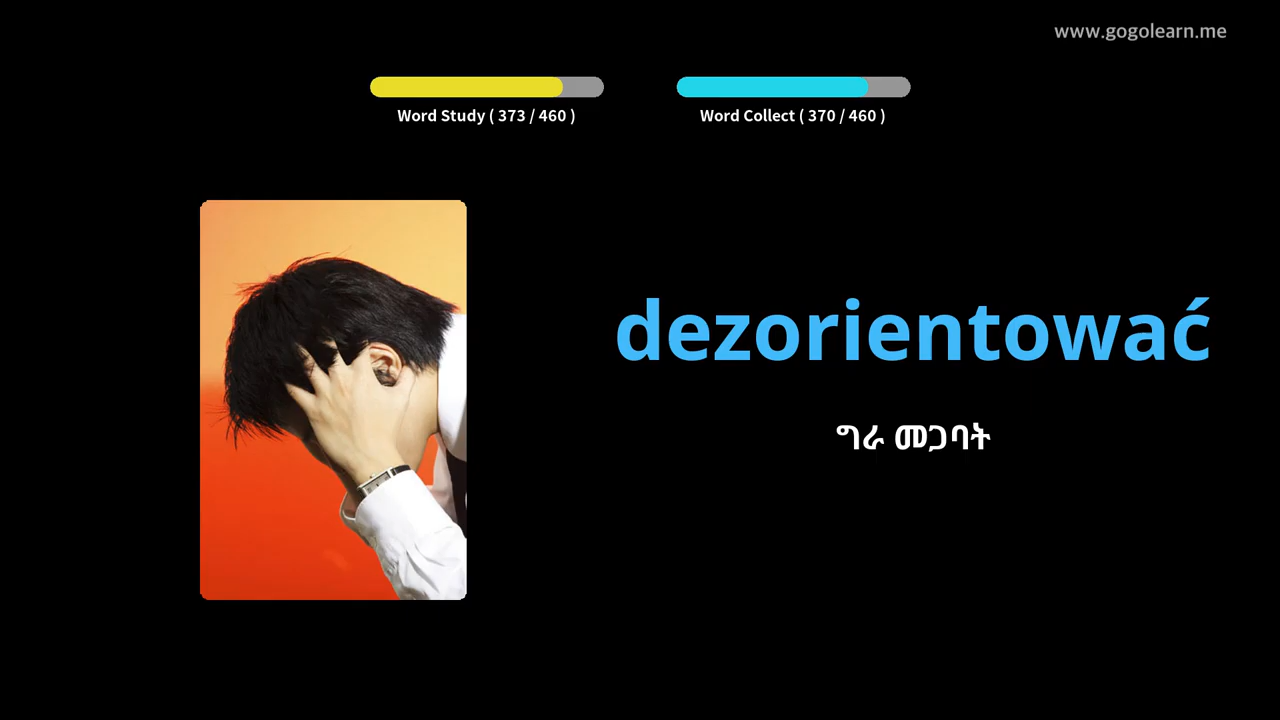 www.gogolearn.me
Word Study ( 373 / 460 )
Word Collect ( 370 / 460 )
dezorientować
ግራ መጋባት